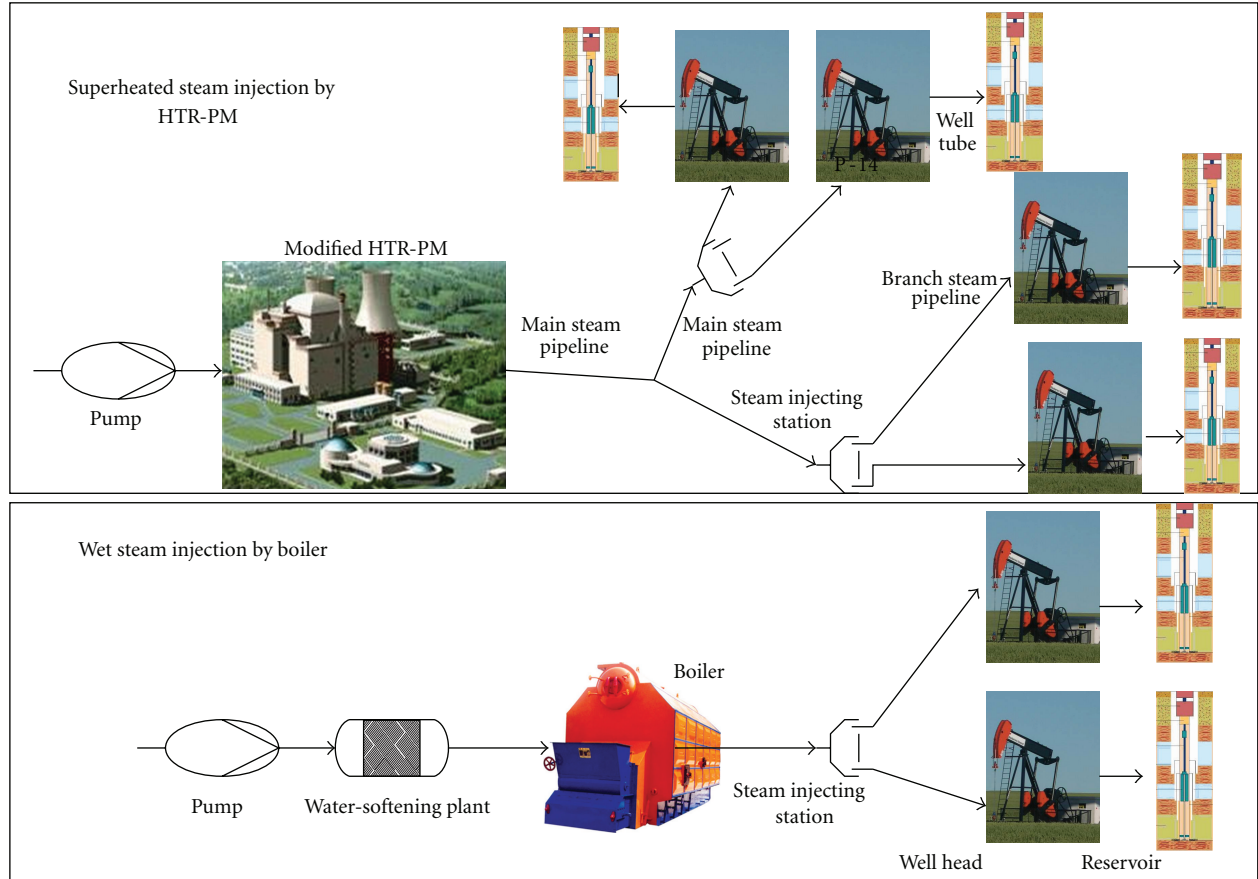 Superheated steam injection by
HTR-PM
Well
tube
P-14
Modified HTR-PM
Branch steam
pipeline
Main steam
pipeline
Main steam
pipeline
Pump
Steam injecting
station
Wet steam injection by boiler
Boiler
Pump
Water-softening plant
Steam injecting
station
Well head
Reservoir